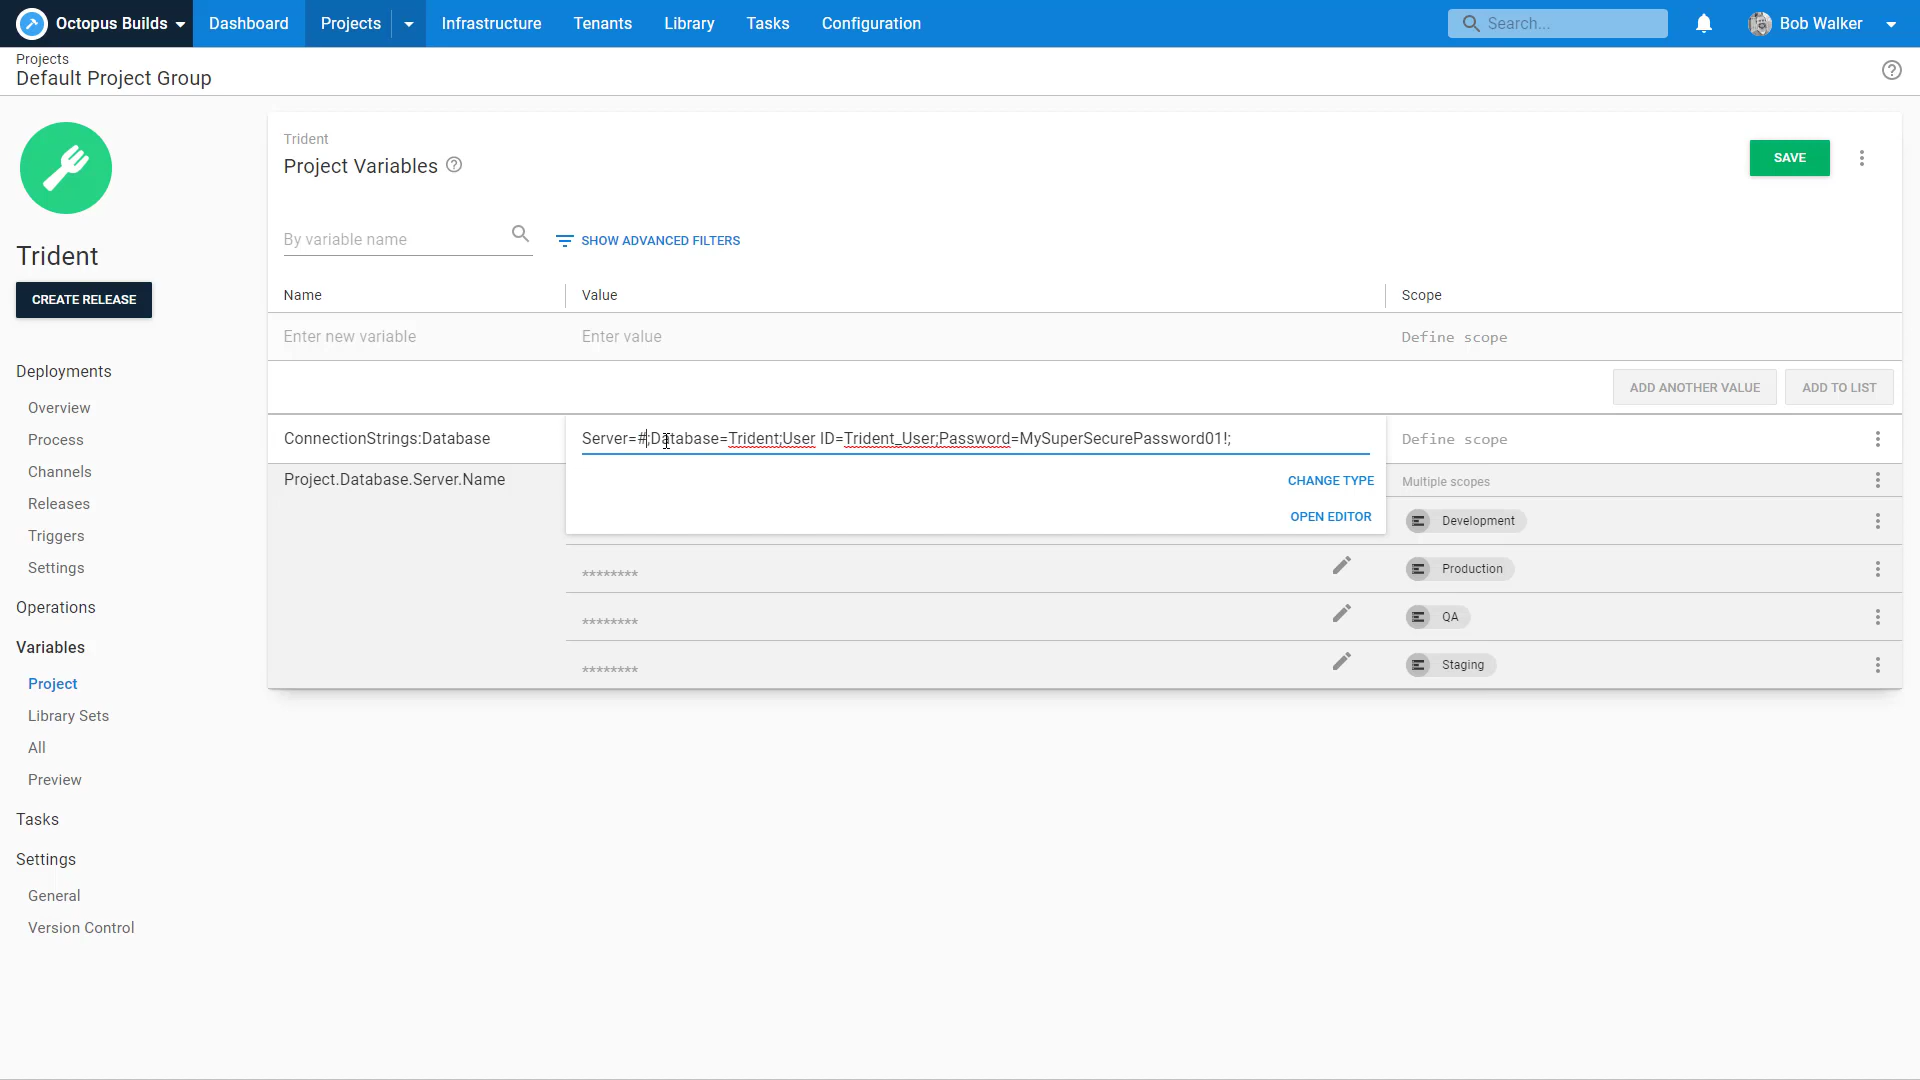 Octopus Builds
Dashboard
Projects
Infrastructure
Tenants
Library
Tasks
Configuration
Search...
Bob Walker
Projects
Default Project Group
Trident
CREATE RELEASE
Deployments
Overview
Process
Channels
Releases
Triggers
Settings
Operations
Variables
Project
Library Sets
All
Preview
Tasks
Settings
General
Version Control
Trident
Project Variables
SAVE
By variable name
SHOW ADVANCED FILTERS
Name
Value
Scope
Enter new variable
Enter value
Define scope
ADD ANOTHER VALUE
ADD TO LIST
ConnectionStrings:Database
Server=#;Database=Trident;User ID=Trident_User;Password=MySuperSecurePassword01!;
Define scope
CHANGE TYPE
OPEN EDITOR
Project.Database.Server.Name
Multiple scopes
Development
********
Production
********
QA
********
Staging